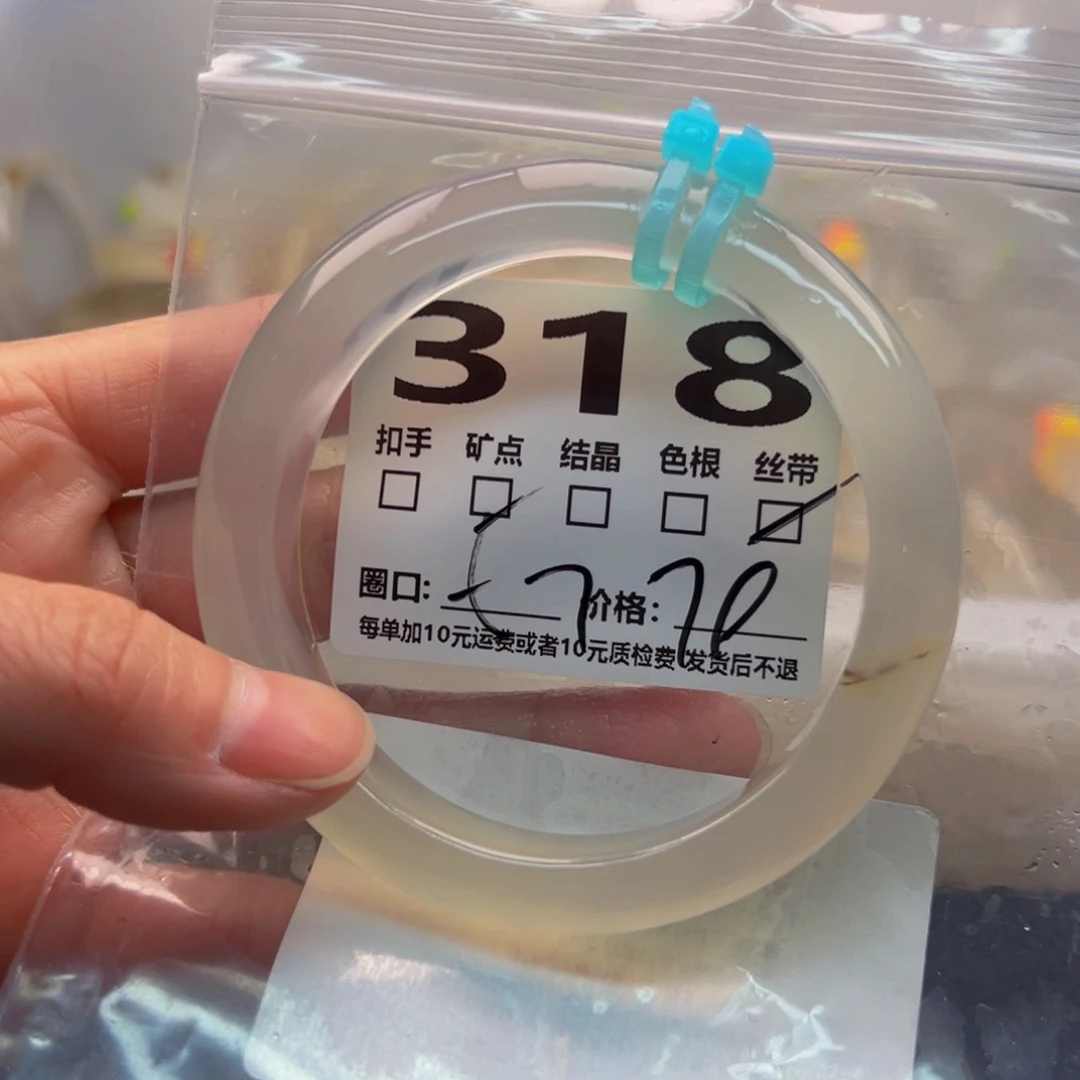 318
扣手 矿点 结晶 色根 丝带
圈口: 57 价格:
每单加10元运费或者10元质检费 发货后不退